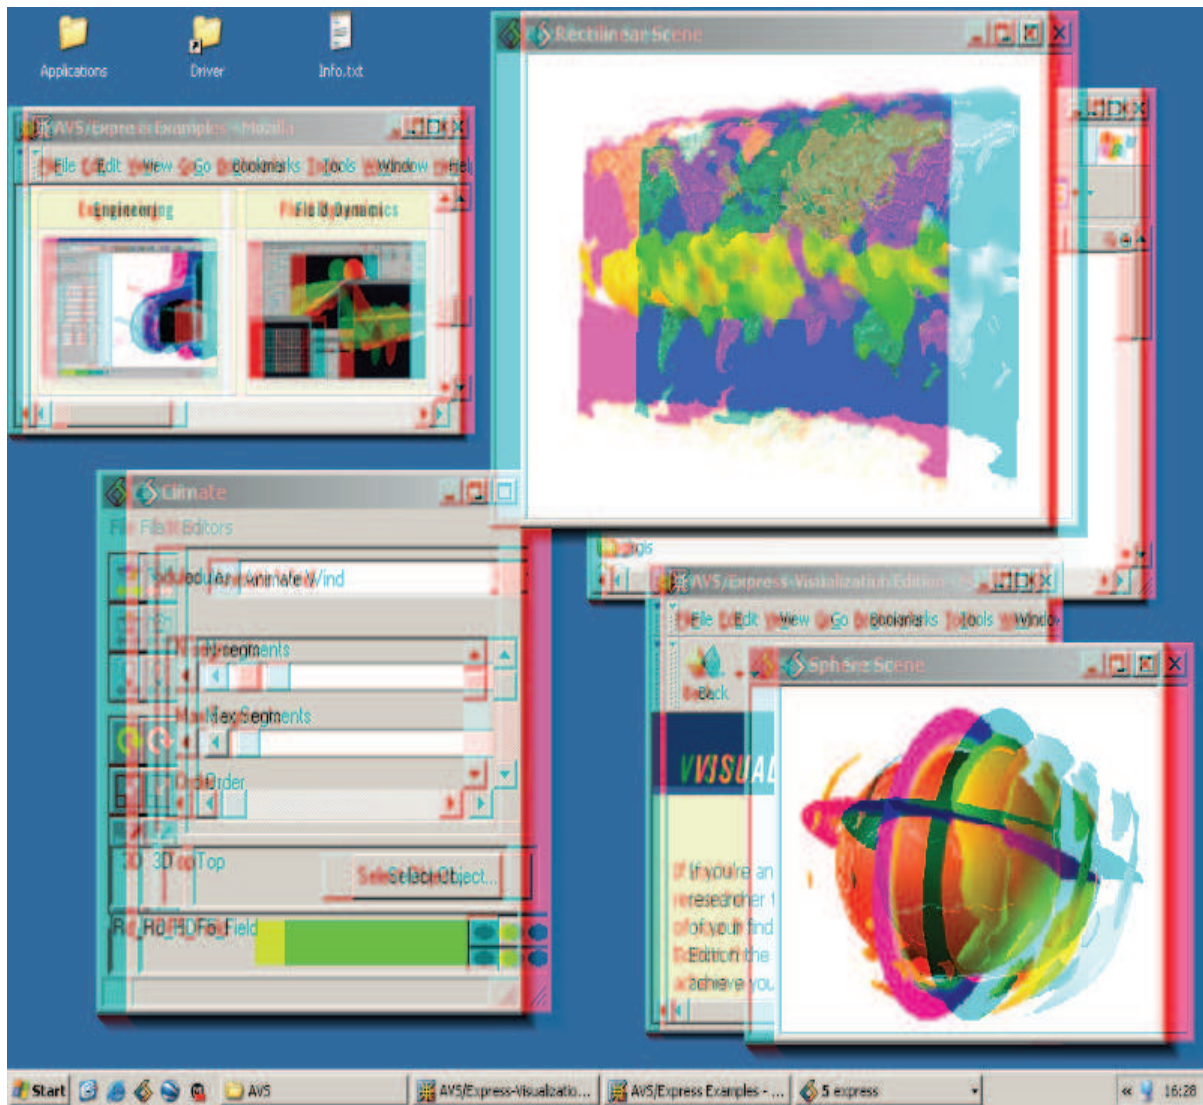 Applications
Driver
Info.txt
Rectilinear Scene
AVS/Express Examples - Mozilla
File Edit View Go Bookmarks Tools Window Help
Engineering
Field Dynamics
Climate
File Editors
Animate Wind
segments
Max Segments
Order
3D Top
Select Object...
Field
gis
AVS/Express-Visualization Edition
File Edit View Go Bookmarks Tools Window
Back
Sphere Scene
VISUAL
If you're an
researcher
of your find
Edition the
achieve you
Start
AVS
AVS/Express-Visualizatio...
AVS/Express Examples - ...
5 express
«
16:28